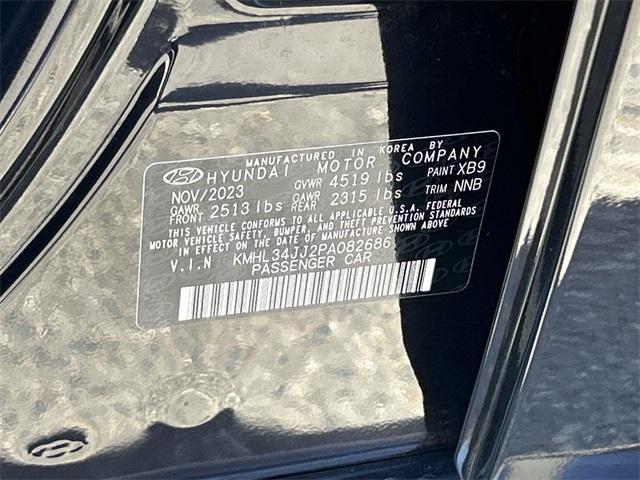 MANUFACTURED IN KOREA BY
HYUNDAI MOTOR COMPANY
NOV/2023 GVWR 4519 lbs PAINT XB9
GAWR FRONT 2513 lbs GAWR REAR 2315 lbs TRIM NNB
THIS VEHICLE CONFORMS TO ALL APPLICABLE U.S.A. FEDERAL
MOTOR VEHICLE SAFETY, BUMPER, AND THEFT PREVENTION STANDARDS
IN EFFECT ON THE DATE OF MANUFACTURE SHOWN ABOVE.
V.I.N KMHL34JJ2PA082686
PASSENGER CAR